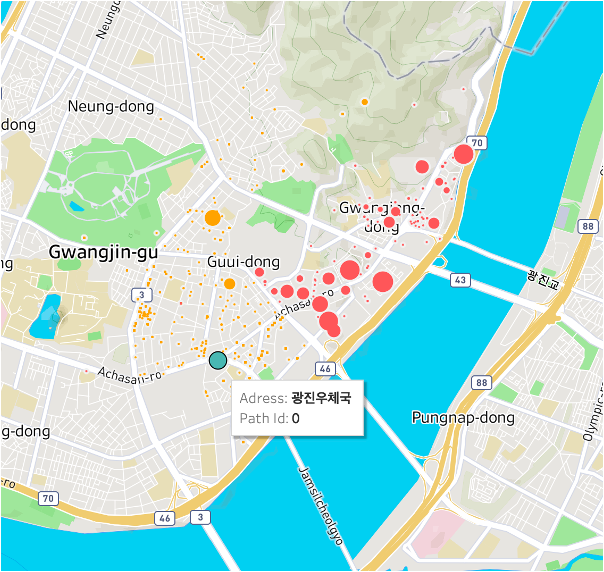 Neungd
Neung-dong
dong
70
Gwangjang-
dong
88
Gwangjin-gu
Guui-dong
ng
43
광진교
3
Achasan-ro
46
Achasan-ro
88
Adress: 광진우체국
Path Id: 0
Olympic-
Pungnap-dong
g-dong
Jamsilcheolgyo
-ro
70
46
3